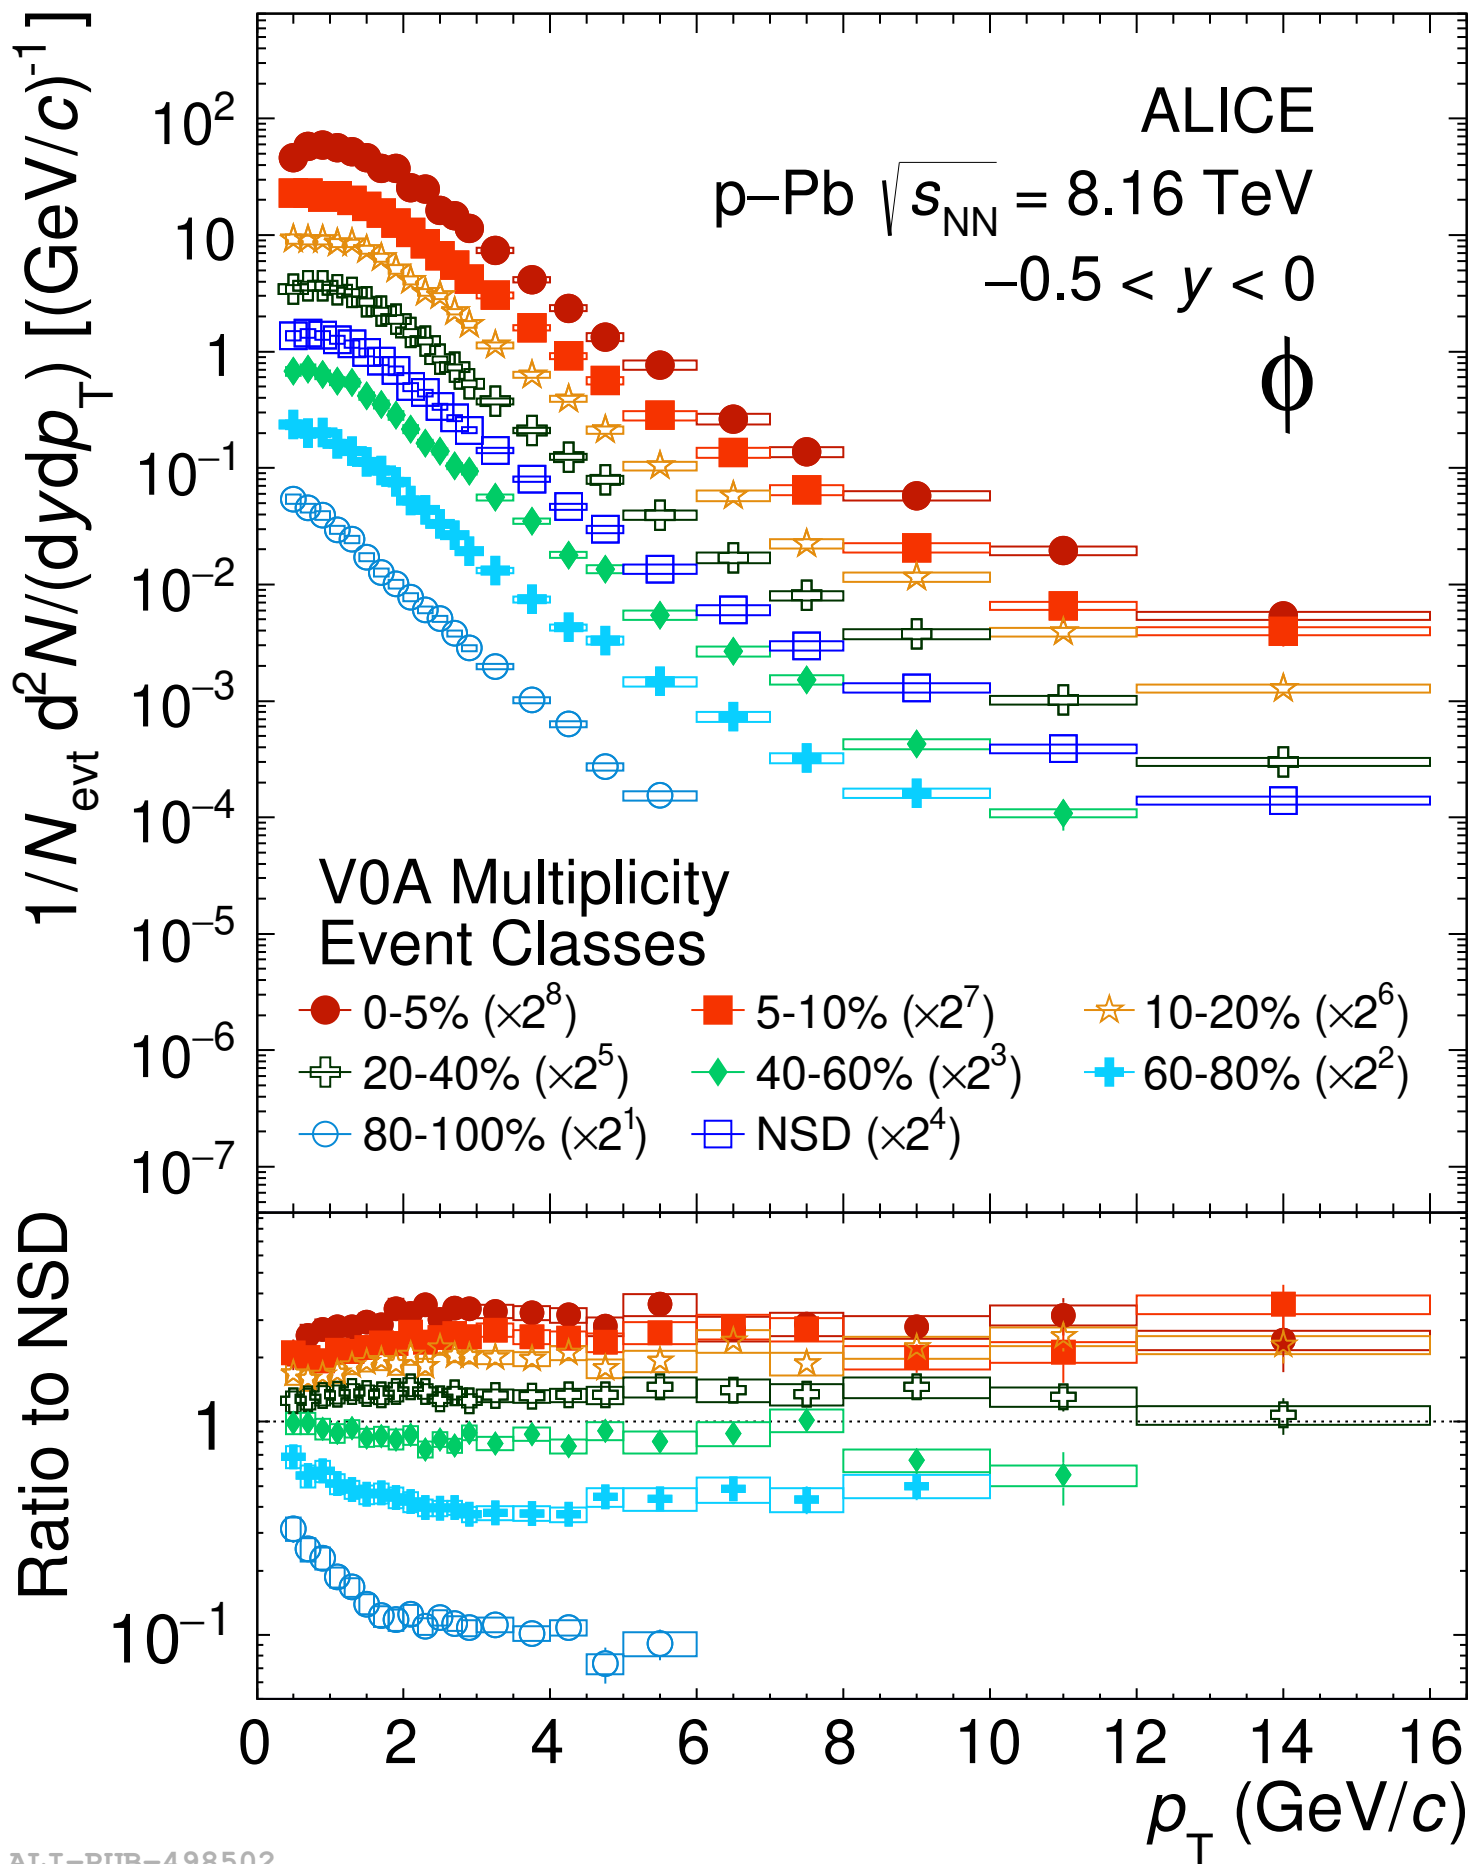 1/N_evt d²N/(dydp_T) [(GeV/c)⁻¹]
10²
10
1
10⁻¹
10⁻²
10⁻³
10⁻⁴
10⁻⁵
10⁻⁶
10⁻⁷
ALICE
p–Pb √s_NN = 8.16 TeV
–0.5 < y < 0
ϕ
V0A Multiplicity
Event Classes
0-5% (×2⁸) 5-10% (×2⁷) 10-20% (×2⁶)
20-40% (×2⁵) 40-60% (×2³) 60-80% (×2²)
80-100% (×2¹) NSD (×2⁴)
Ratio to NSD
1
10⁻¹
0 2 4 6 8 10 12 14 16
p_T (GeV/c)
ALI-PUB-498502